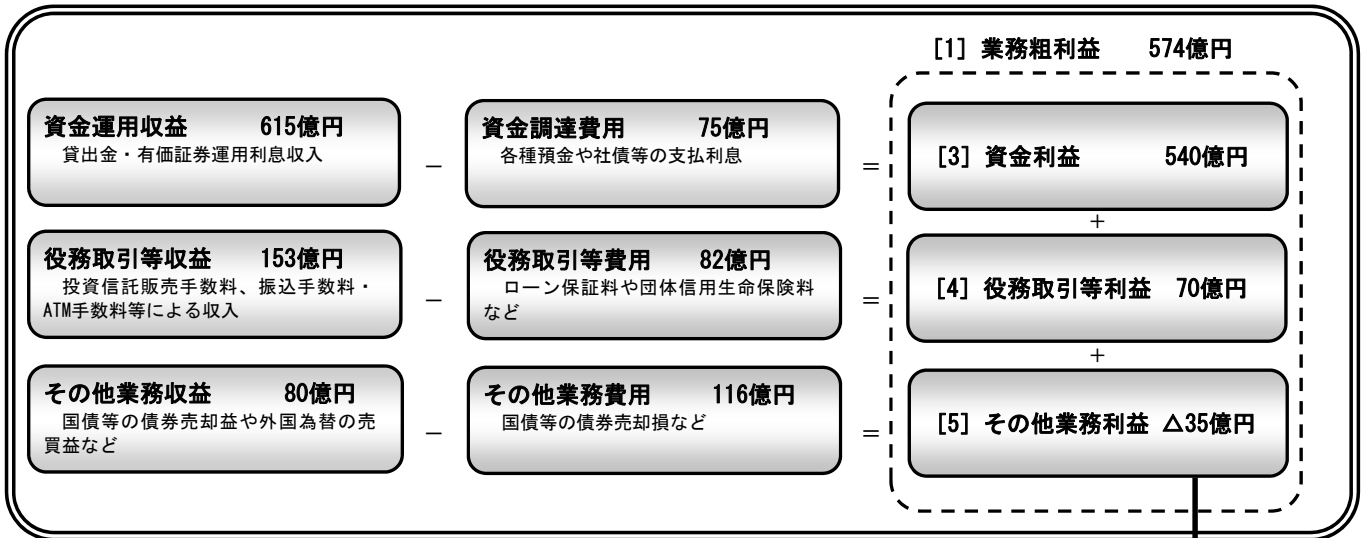 [1] 業務粗利益 574億円
資金運用収益 615億円
貸出金・有価証券運用利息収入
－
資金調達費用 75億円
各種預金や社債等の支払利息
＝
[3] 資金利益 540億円
＋
役務取引等収益 153億円
投資信託販売手数料、振込手数料・
ATM手数料等による収入
－
役務取引等費用 82億円
ローン保証料や団体信用生命保険料
など
＝
[4] 役務取引等利益 70億円
＋
その他業務収益 80億円
国債等の債券売却益や外国為替の売
買益など
－
その他業務費用 116億円
国債等の債券売却損など
＝
[5] その他業務利益 △35億円